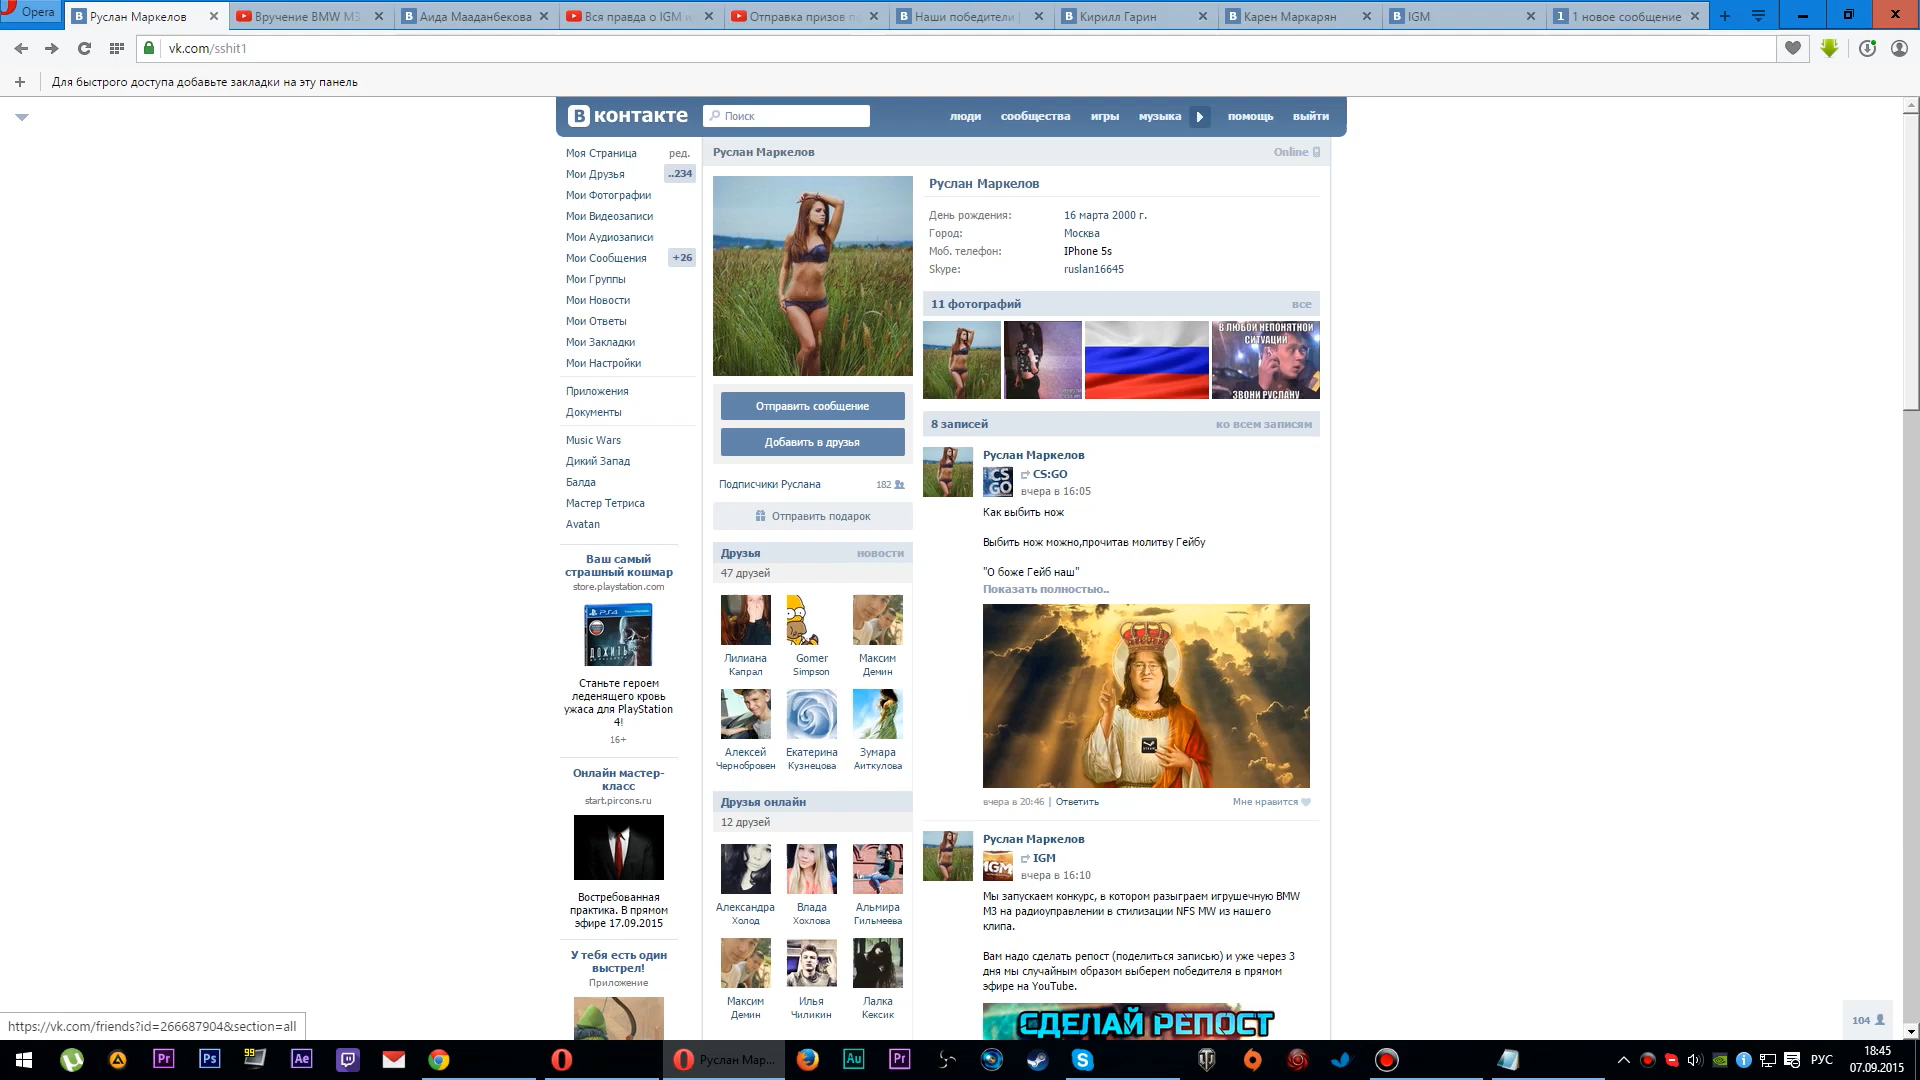 Opera
Руслан Маркелов
Вручение BMW M3
Аида Мааданбекова
Вся правда о IGM
Отправка призов
Наши победители
Кирилл Гарин
Карен Маркарян
IGM
1 новое сообщение
vk.com/sshit1
Для быстрого доступа добавьте закладки на эту панель
В контакте
Поиск
люди сообщества игры музыка помощь выйти
Моя Страница ред.
Мои Друзья ..234
Мои Фотографии
Мои Видеозаписи
Мои Аудиозаписи
Мои Сообщения +26
Мои Группы
Мои Новости
Мои Ответы
Мои Закладки
Мои Настройки
Приложения
Документы
Music Wars
Дикий Запад
Балда
Мастер Тетриса
Avatan
Ваш самый
страшный кошмар
store.playstation.com
PS4
ДОЖИТЬ
Станьте героем
леденящего кровь
ужаса для PlayStation
4!
16+
Онлайн мастер-
класс
start.pircons.ru
Востребованная
практика. В прямом
эфире 17.09.2015
У тебя есть один
выстрел!
Приложение
Руслан Маркелов Online
Отправить сообщение
Добавить в друзья
Подписчики Руслана 182
Отправить подарок
Друзья новости
47 друзей
Лилиана
Капрал
Gomer
Simpson
Максим
Демин
Алексей
Чернобровен
Екатерина
Кузнецова
Зумара
Аиткулова
Друзья онлайн
12 друзей
Александра
Холод
Влада
Хохлова
Альмира
Гильмеева
Максим
Демин
Илья
Чиликин
Лалка
Кексик
Руслан Маркелов
День рождения: 16 марта 2000 г.
Город: Москва
Моб. телефон: IPhone 5s
Skype: ruslan16645
11 фотографий все
В ЛЮБОЙ НЕПОНЯТНОЙ
СИТУАЦИИ
ЗВОНИ РУСЛАНУ
8 записей ко всем записям
Руслан Маркелов
CS GO
CS:GO
вчера в 16:05
Как выбить нож
Выбить нож можно,прочитав молитву Гейбу
"О боже Гейб наш"
Показать полностью..
вчера в 20:46 | Ответить Мне нравится
Руслан Маркелов
IGM
IGM
вчера в 16:10
Мы запускаем конкурс, в котором разыграем игрушечную BMW
M3 на радиоуправлении в стилизации NFS MW из нашего
клипа.
Вам надо сделать репост (поделиться записью) и уже через 3
дня мы случайным образом выберем победителя в прямом
эфире на YouTube.
СДЕЛАЙ РЕПОСТ
104
https://vk.com/friends?id=266687904&section=all
Pr
Ps
99
Ae
Руслан Мар...
Au
Pr
РУС
18:45
07.09.2015